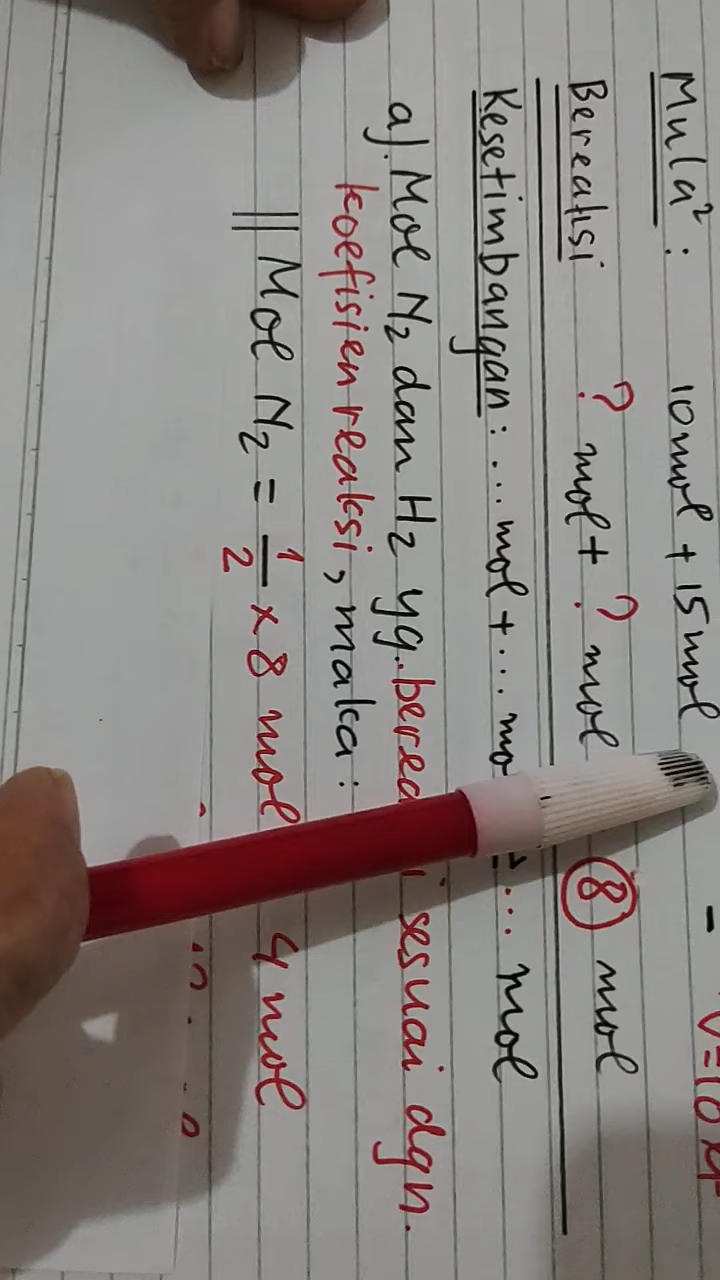 Mula² : 10 mol + 15 mol -
V = 10
Bereaksi ? mol + ? mol 8 mol
Kesetimbangan : ... mol + ... mo ... mol
a). Mol N₂ dan H₂ yg. berea i sesuai dgn.
koefisien reaksi, maka :
|| Mol N₂ = 1/2 x 8 mol 4 mol